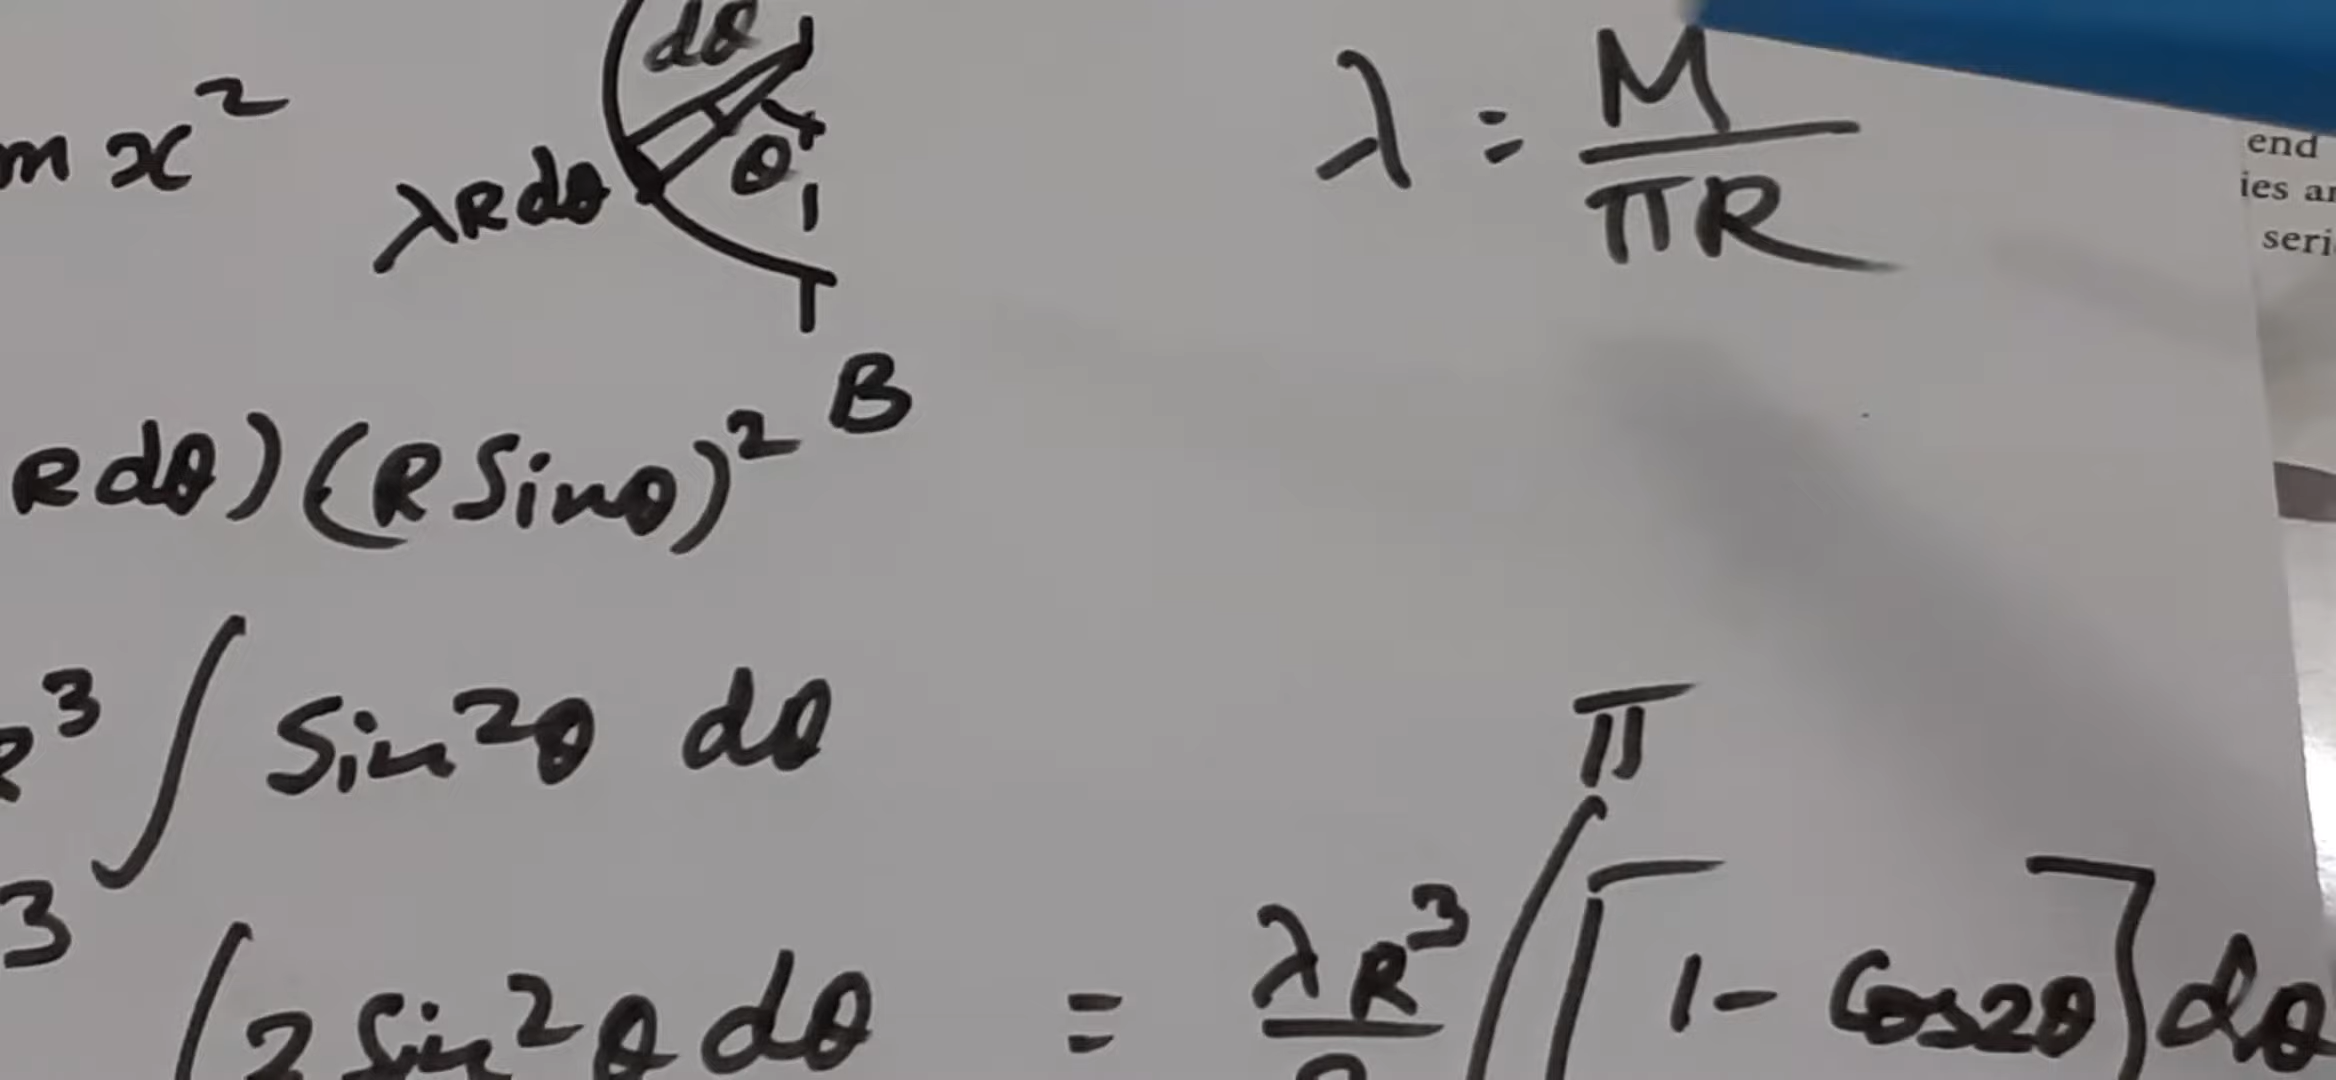 dθ
λ = M
πR
end
ies
seri
mx²
λRdθ
θ
B
Rdθ)(R Sinθ)²
³∫ Sin²θ dθ
π
3
∫2 Sin²θ dθ = λR³ ∫[1 - Cos2θ]dθ